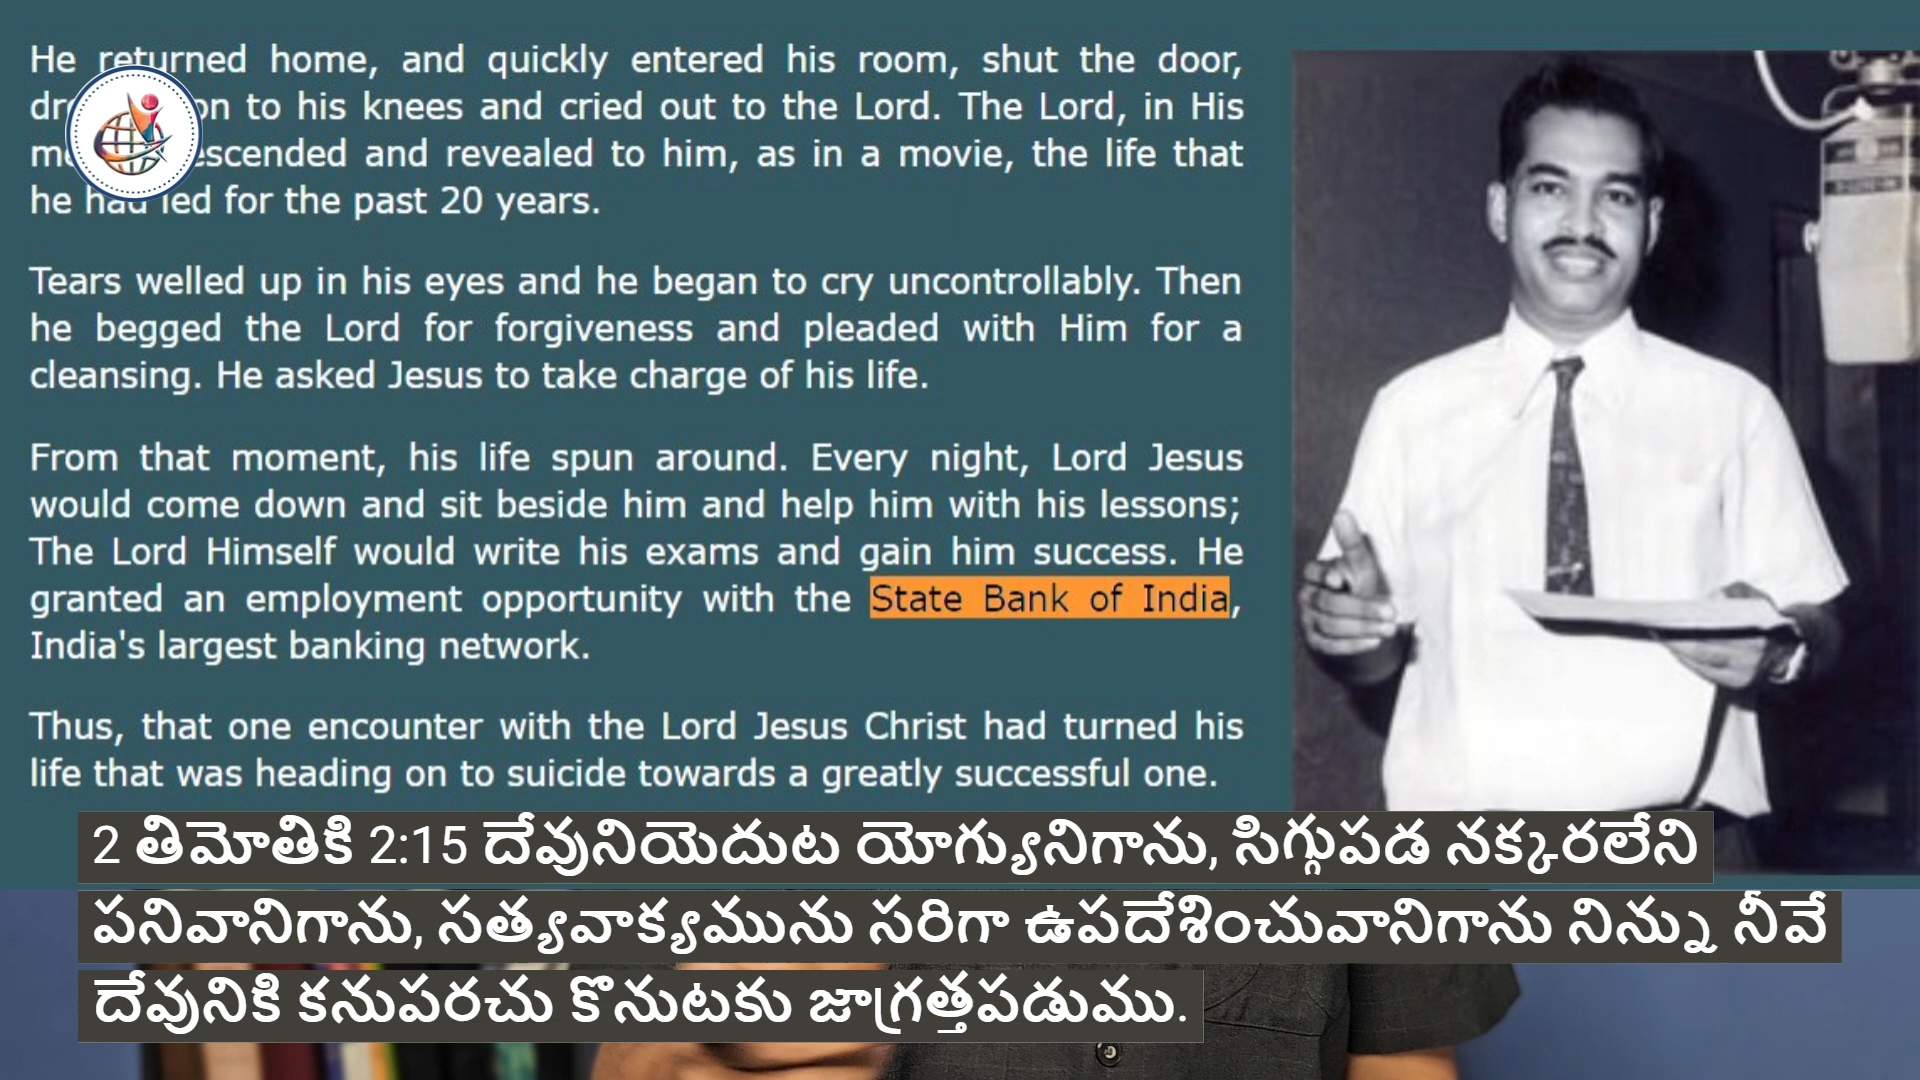 He returned home, and quickly entered his room, shut the door,
on to his knees and cried out to the Lord. The Lord, in His
and revealed to him, as in a movie, the life that
he had led for the past 20 years.
Tears welled up in his eyes and he began to cry uncontrollably. Then
he begged the Lord for forgiveness and pleaded with Him for a
cleansing. He asked Jesus to take charge of his life.
From that moment, his life spun around. Every night, Lord Jesus
would come down and sit beside him and help him with his lessons;
The Lord Himself would write his exams and gain him success. He
granted an employment opportunity with the State Bank of India,
India's largest banking network.
Thus, that one encounter with the Lord Jesus Christ had turned his
life that was heading on to suicide towards a greatly successful one.
2 తిమోతికి 2:15 దేవునియెదుట యోగ్యునిగాను, సిగ్గుపడ నక్కరలేని
పనివానిగాను, సత్యవాక్యమును సరిగా ఉపదేశించువానిగాను నిన్ను నీవే
దేవునికి కనుపరచు కొనుటకు జాగ్రత్తపడుము.